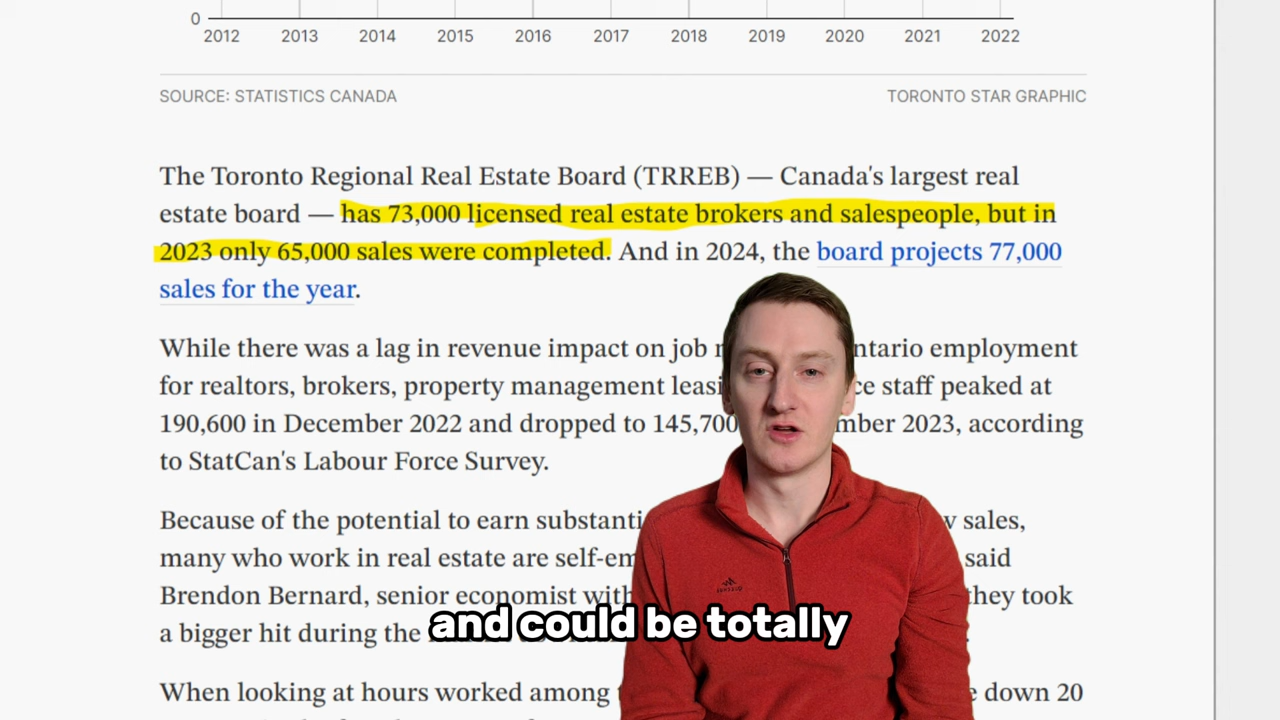 0
2012 2013 2014 2015 2016 2017 2018 2019 2020 2021 2022
SOURCE: STATISTICS CANADA TORONTO STAR GRAPHIC
The Toronto Regional Real Estate Board (TRREB) — Canada's largest real
estate board — has 73,000 licensed real estate brokers and salespeople, but in
2023 only 65,000 sales were completed. And in 2024, the board projects 77,000
sales for the year.
While there was a lag in revenue impact on job ntario employment
for realtors, brokers, property management leasi ce staff peaked at
190,600 in December 2022 and dropped to 145,700 mber 2023, according
to StatCan's Labour Force Survey.
Because of the potential to earn substanti sales,
many who work in real estate are self-em said
Brendon Bernard, senior economist with they took
a bigger hit during the
and could be totally
When looking at hours worked among down 20